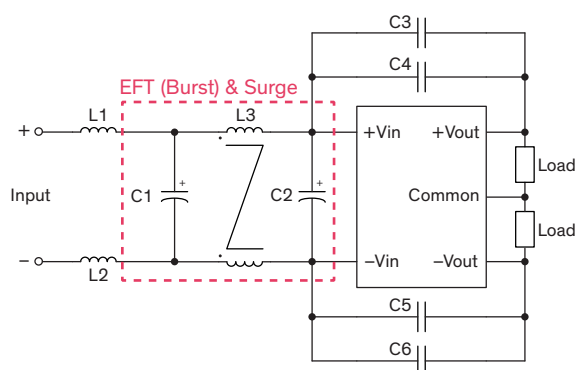 C3
C4
EFT (Burst) & Surge
L1
L3
+
+Vin
+Vout
Load
Input
C1
+
C2
+
Common
Load
−
L2
−Vin
−Vout
C5
C6